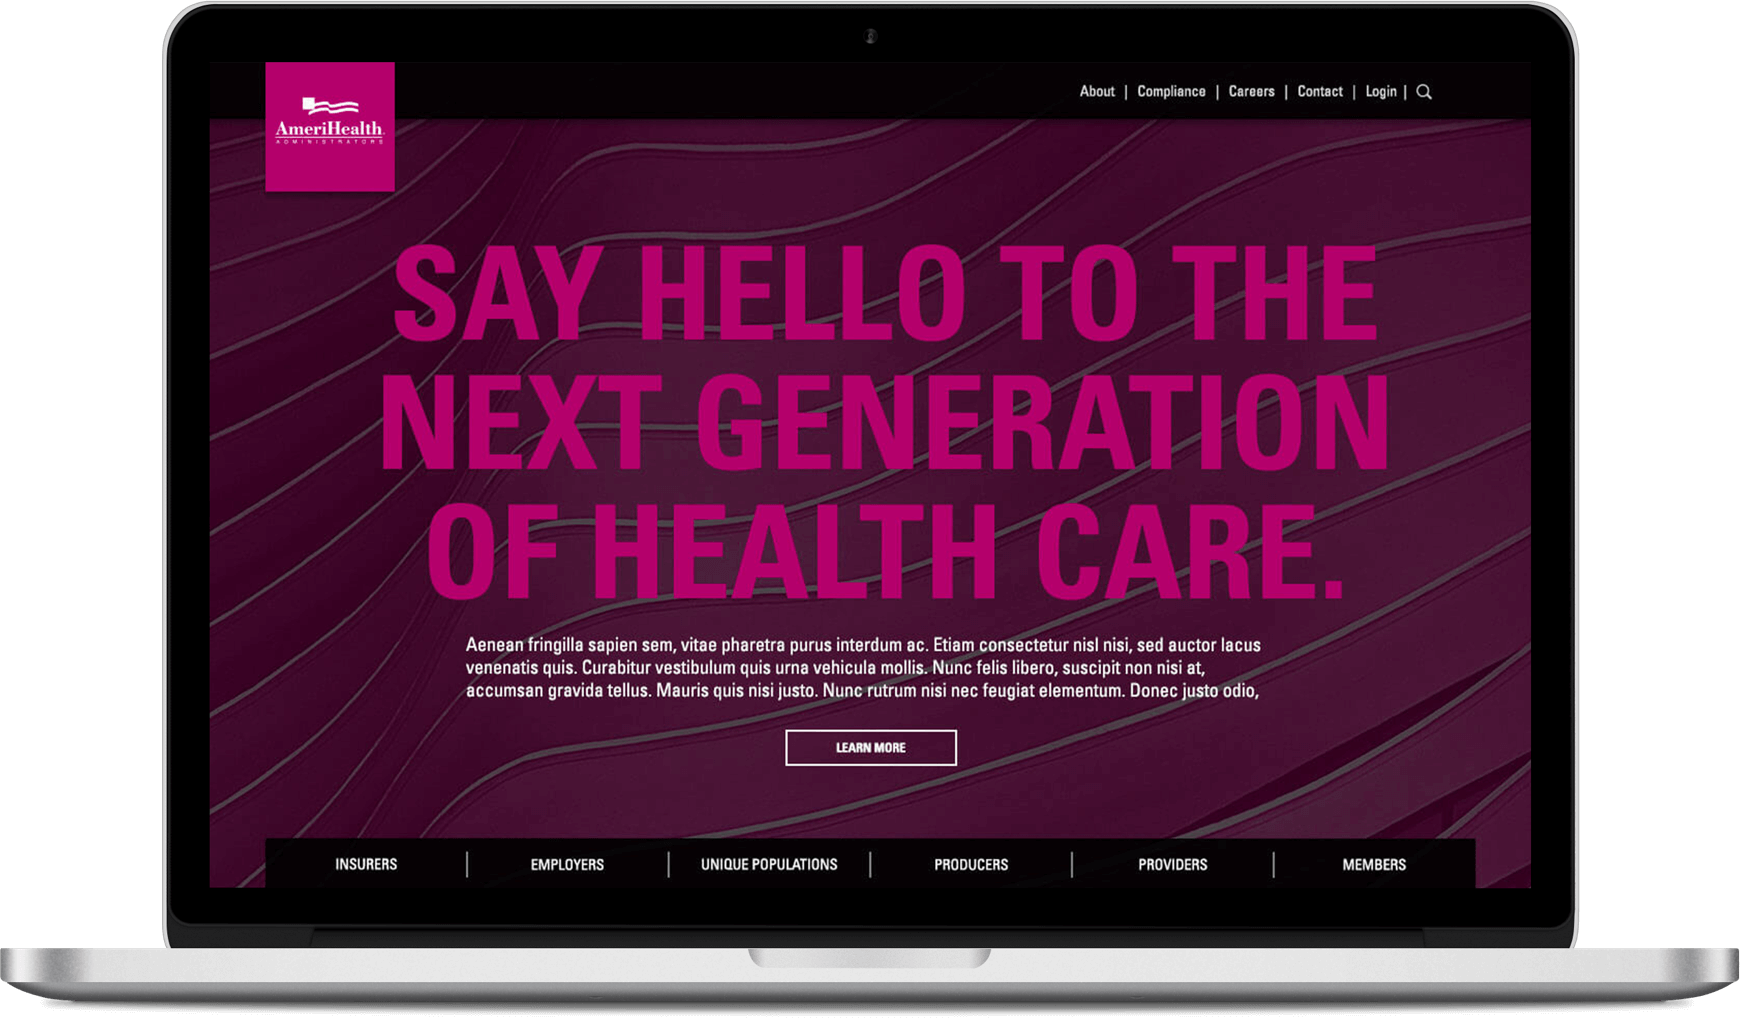 AmeriHealth
ADMINISTRATORS
About | Compliance | Careers | Contact | Login |
SAY HELLO TO THE
NEXT GENERATION
OF HEALTH CARE.
Aenean fringilla sapien sem, vitae pharetra purus interdum ac. Etiam consectetur nisl nisi, sed auctor lacus
venenatis quis. Curabitur vestibulum quis urna vehicula mollis. Nunc felis libero, suscipit non nisi at,
accumsan gravida tellus. Mauris quis nisi justo. Nunc rutrum nisi nec feugiat elementum. Donec justo odio,
LEARN MORE
INSURERS | EMPLOYERS | UNIQUE POPULATIONS | PRODUCERS | PROVIDERS | MEMBERS